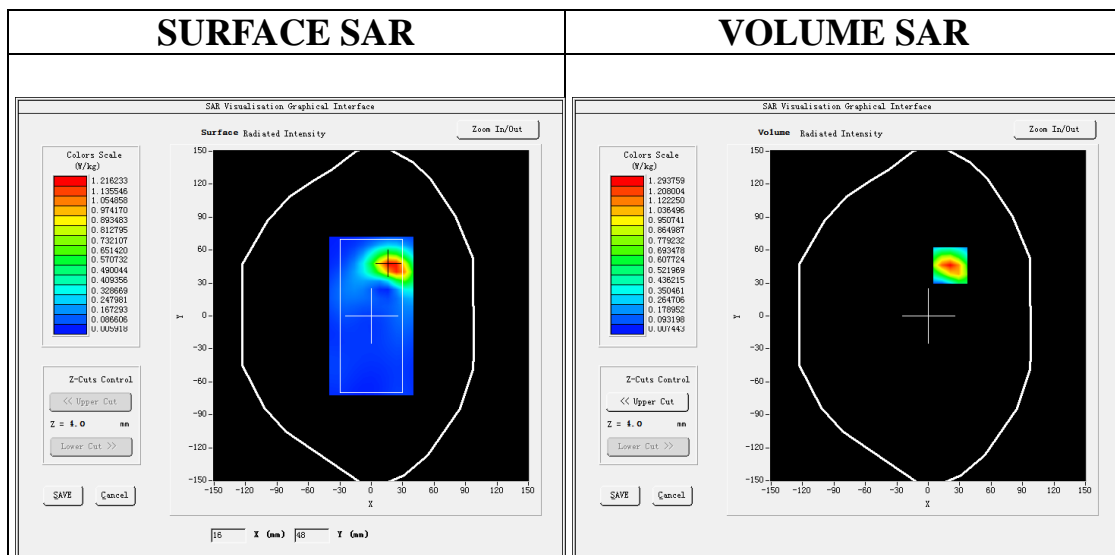 SURFACE SAR
VOLUME SAR
SAR Visualisation Graphical Interface
Surface Radiated Intensity
Zoom In/Out
Colors Scale
(W/kg)
1.216233
1.135546
1.054858
0.974170
0.893483
0.812795
0.732107
0.651420
0.570732
0.490044
0.409356
0.328669
0.247981
0.167293
0.086606
0.005918
Z-Cuts Control
<< Upper Cut
Z = 4.0 mm
Lower Cut >>
SAVE Cancel
150
120
90
60
30
0
-30
-60
-90
-120
-150
Y
-150 -120 -90 -60 -30 0 30 60 90 120 150
X
16 X (mm) 48 Y (mm)
SAR Visualisation Graphical Interface
Volume Radiated Intensity
Zoom In/Out
Colors Scale
(W/kg)
1.293759
1.208004
1.122250
1.036496
0.950741
0.864987
0.779232
0.693478
0.607724
0.521969
0.436215
0.350461
0.264706
0.178952
0.093198
0.007443
Z-Cuts Control
<< Upper Cut
Z = 4.0 mm
Lower Cut >>
SAVE Cancel
150
120
90
60
30
0
-30
-60
-90
-120
-150
Y
-150 -120 -90 -60 -30 0 30 60 90 120 150
X